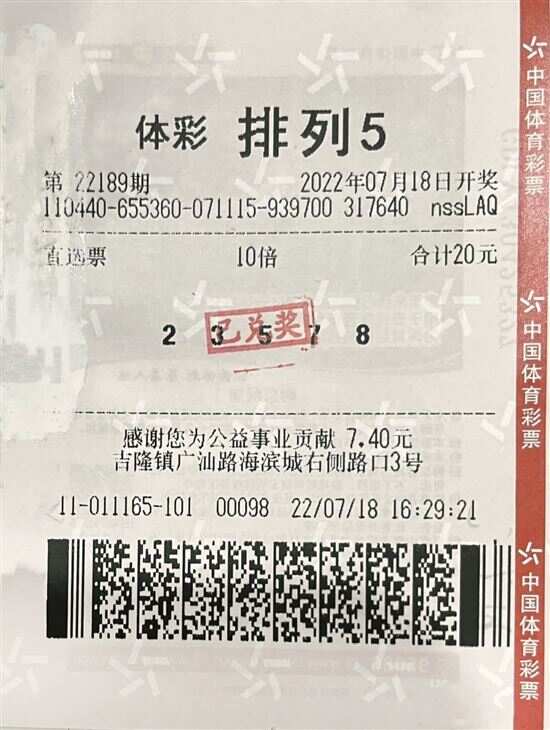 体彩 排列5
第 22189期 2022年07月18日开奖
110440-655360-071115-939700 317640 nssLAQ
直选票 10倍 合计20元
2 3 5 7 8
已兑奖
感谢您为公益事业贡献 7.40元
吉隆镇广汕路海滨城右侧路口3号
11-011165-101 00098 22/07/18 16:29:21
中国体育彩票
中国体育彩票
中国体育彩票